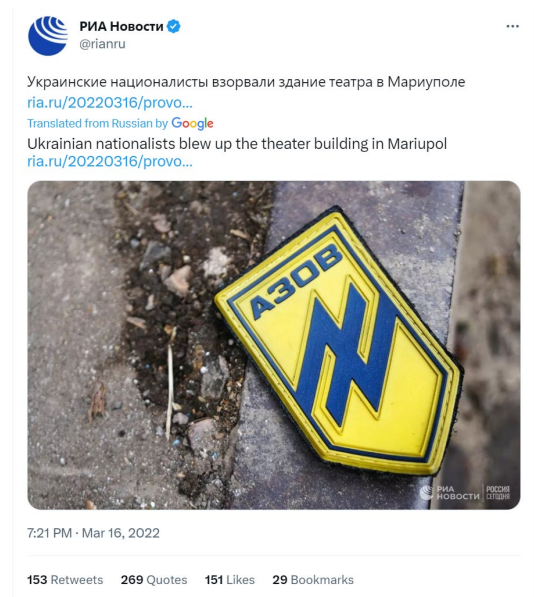 РИА Новости
@rianru
Украинские националисты взорвали здание театра в Мариуполе
ria.ru/20220316/provo...
Translated from Russian by Google
Ukrainian nationalists blew up the theater building in Mariupol
ria.ru/20220316/provo...
АЗОВ
РИА НОВОСТИ
РОССИЯ СЕГОДНЯ
7:21 PM · Mar 16, 2022
153 Retweets 269 Quotes 151 Likes 29 Bookmarks